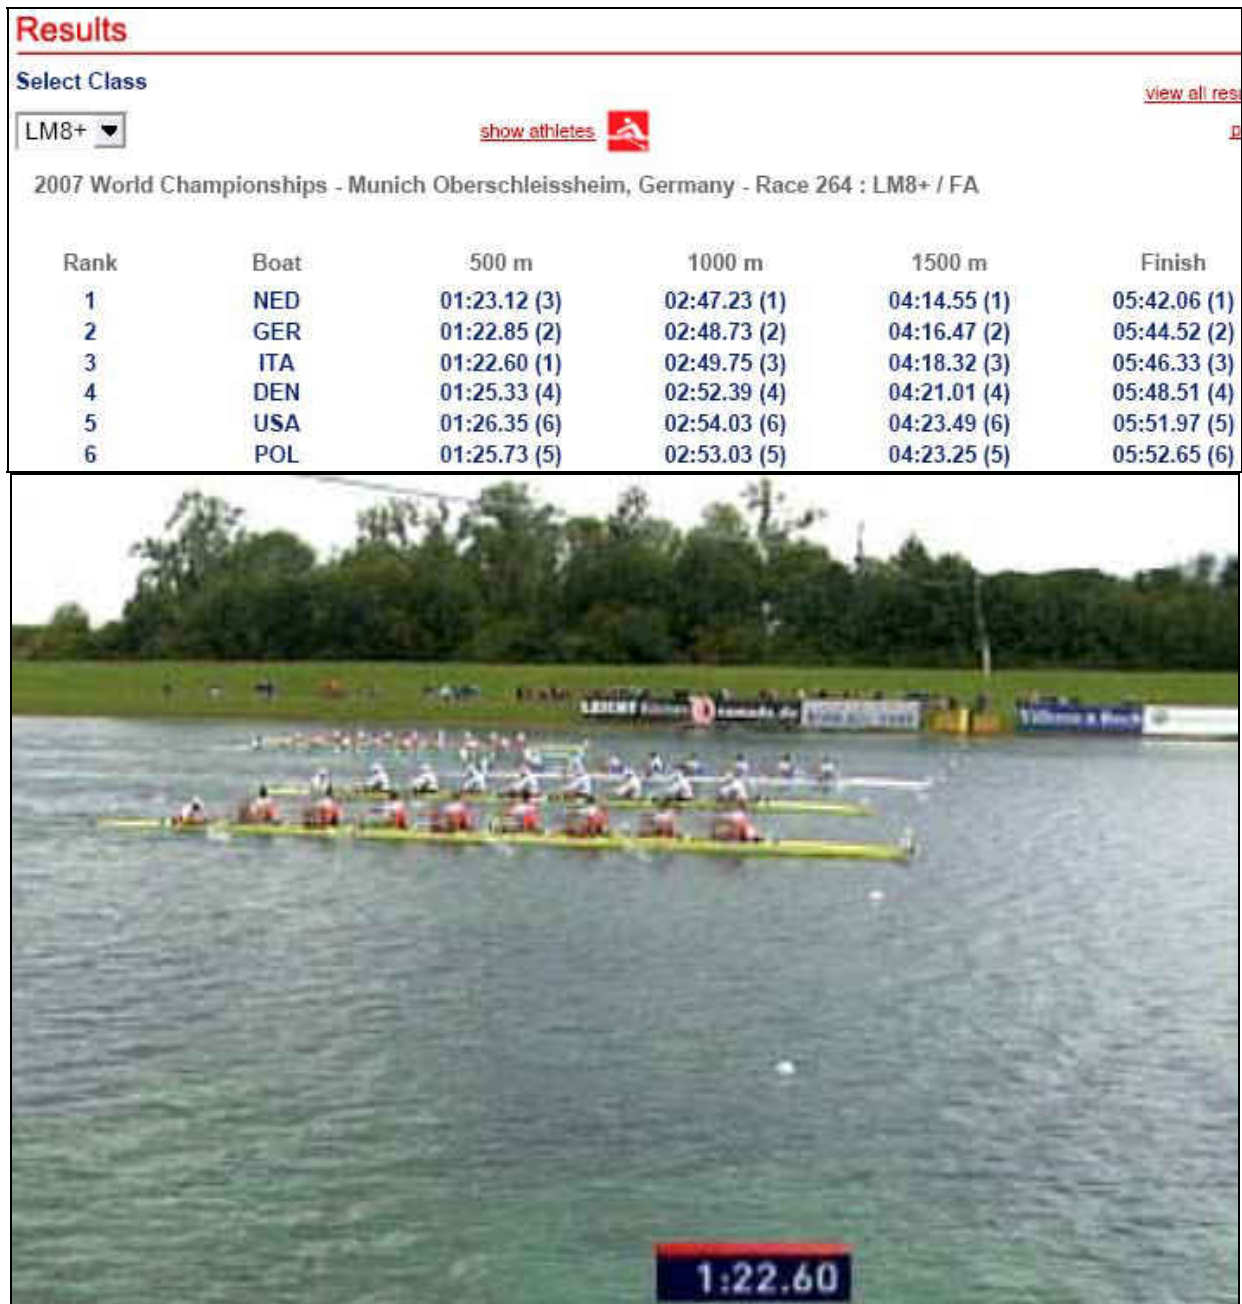 Results
Select Class
view all res
LM8+
show athletes
p
2007 World Championships - Munich Oberschleissheim, Germany - Race 264 : LM8+ / FA
Rank Boat 500 m 1000 m 1500 m Finish
1 NED 01:23.12 (3) 02:47.23 (1) 04:14.55 (1) 05:42.06 (1)
2 GER 01:22.85 (2) 02:48.73 (2) 04:16.47 (2) 05:44.52 (2)
3 ITA 01:22.60 (1) 02:49.75 (3) 04:18.32 (3) 05:46.33 (3)
4 DEN 01:25.33 (4) 02:52.39 (4) 04:21.01 (4) 05:48.51 (4)
5 USA 01:26.35 (6) 02:54.03 (6) 04:23.49 (6) 05:51.97 (5)
6 POL 01:25.73 (5) 02:53.03 (5) 04:23.25 (5) 05:52.65 (6)
LEICHT
1:22.60